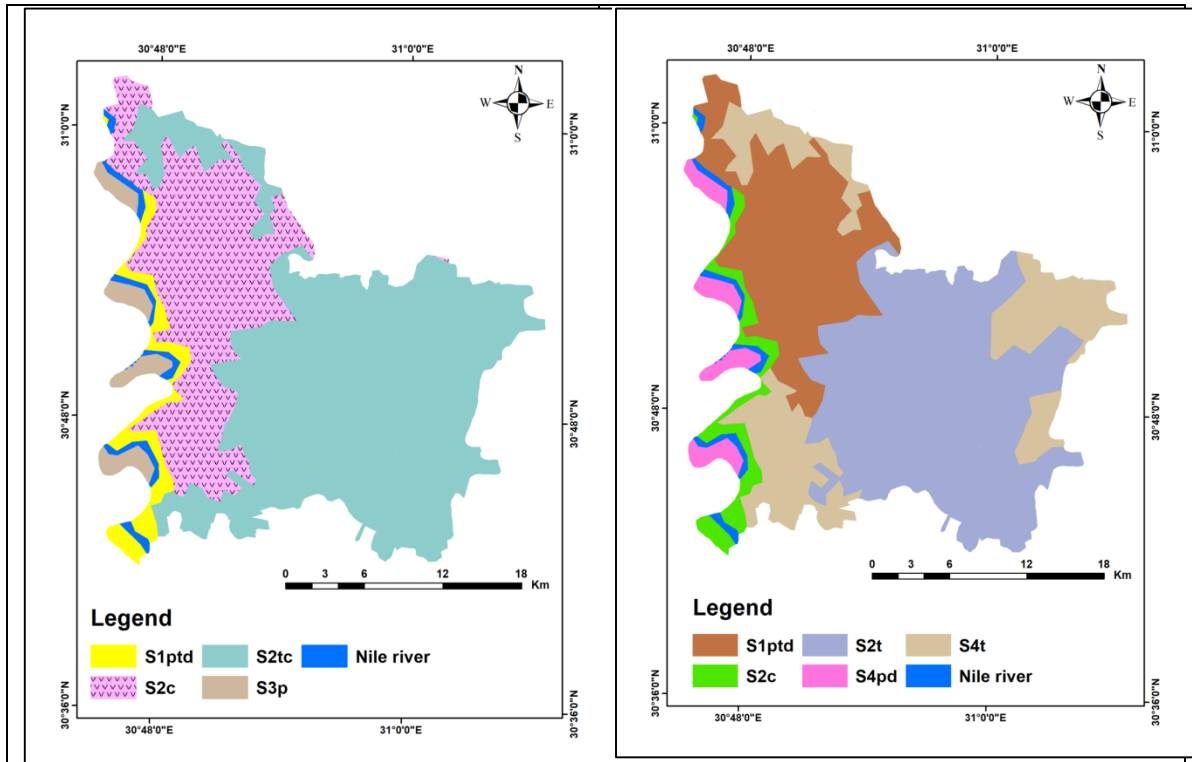 30°48'0"E 31°0'0"E
N
W E
S
31°0'0"N 31°0'0"N
30°48'0"N 30°48'0"N
0 3 6 12 18
Km
Legend
S1ptd S2tc Nile river
S2c S3p
30°36'0"N 30°36'0"N
30°48'0"E 31°0'0"E
30°48'0"E 31°0'0"E
N
W E
S
31°0'0"N 31°0'0"N
30°48'0"N 30°48'0"N
0 3 6 12 18
Km
Legend
S1ptd S2t S4t
S2c S4pd Nile river
30°36'0"N 30°36'0"N
30°48'0"E 31°0'0"E